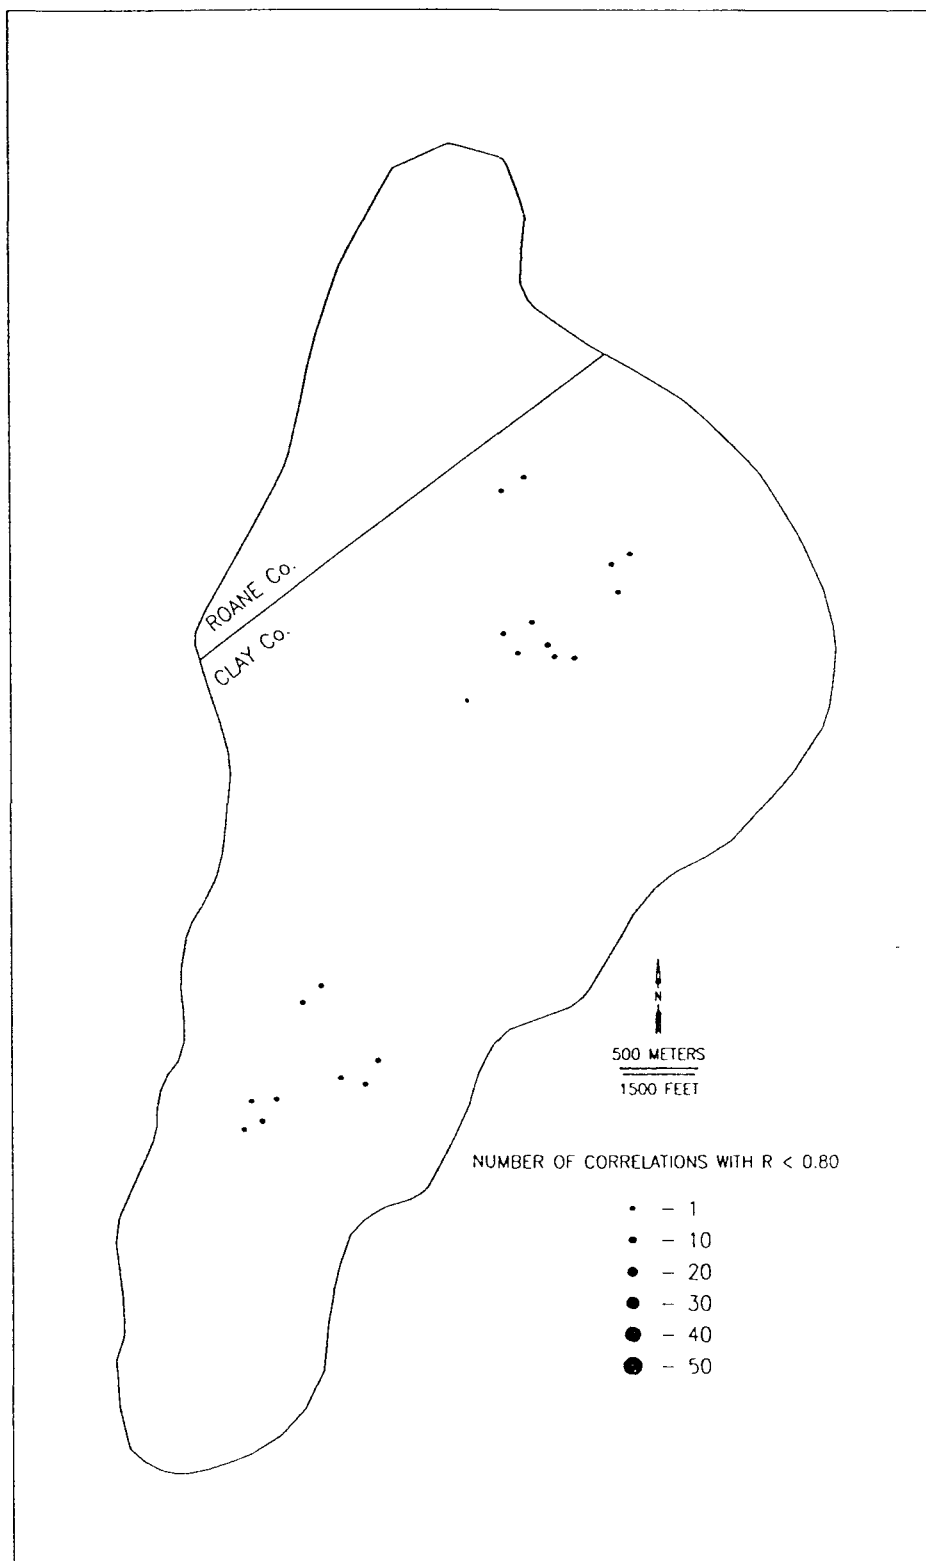 ROANE Co.
CLAY Co.
N
500 METERS
1500 FEET
NUMBER OF CORRELATIONS WITH R < 0.80
– 1
– 10
– 20
– 30
– 40
– 50